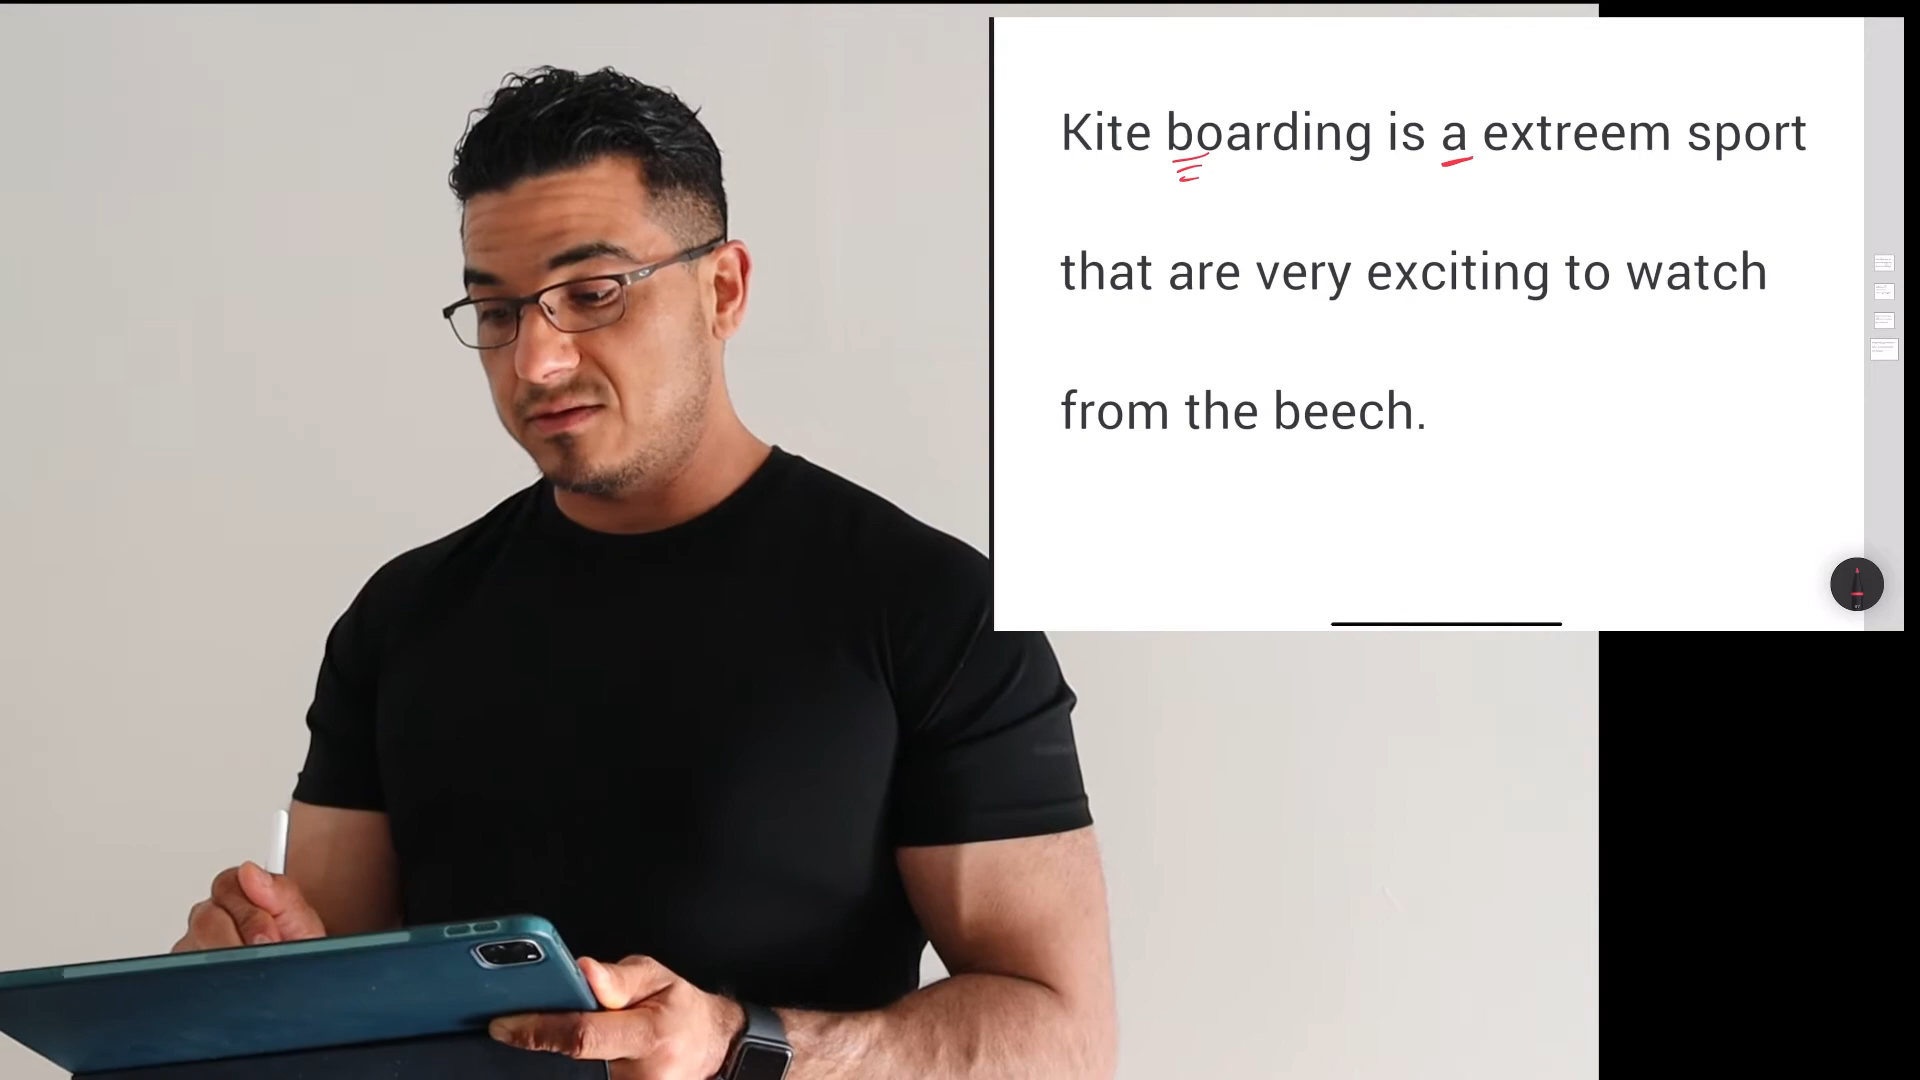 Kite boarding is a extreem sport
that are very exciting to watch
from the beech.